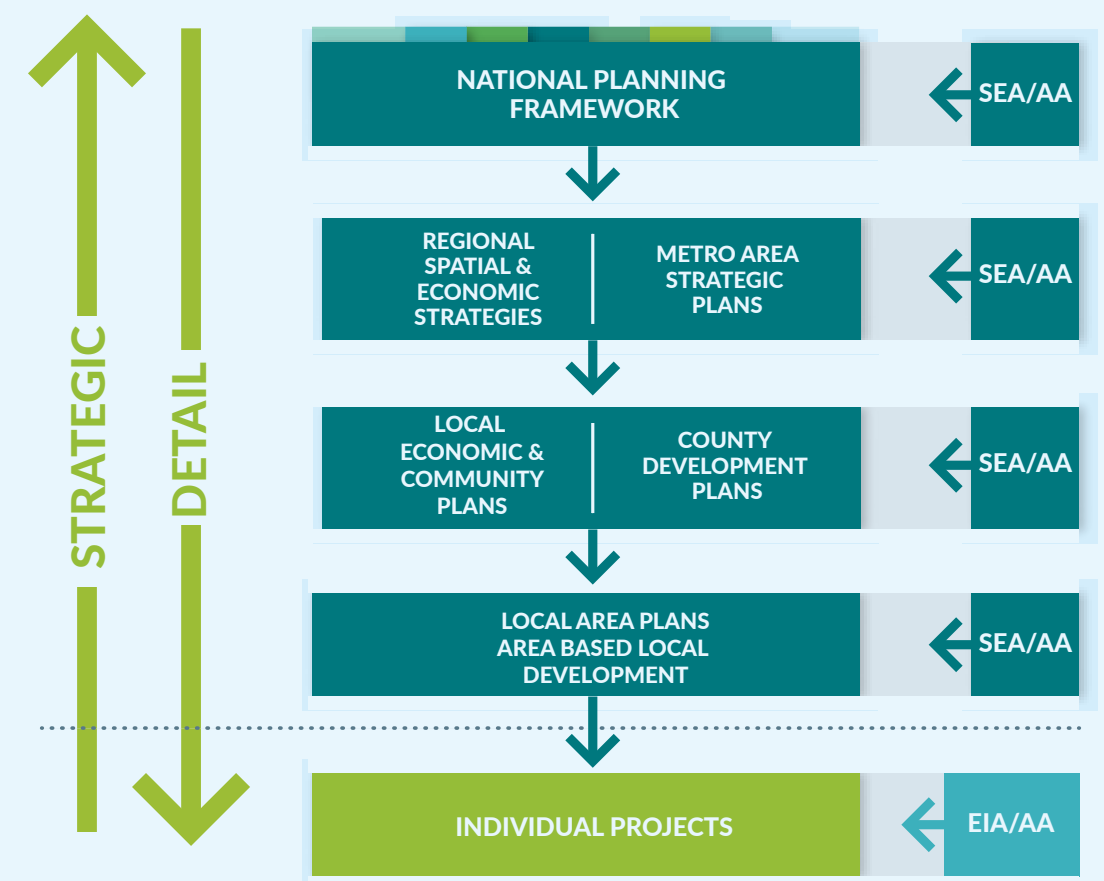 STRATEGIC
DETAIL
NATIONAL PLANNING
FRAMEWORK
SEA/AA
REGIONAL
SPATIAL &
ECONOMIC
STRATEGIES
METRO AREA
STRATEGIC
PLANS
SEA/AA
LOCAL
ECONOMIC &
COMMUNITY
PLANS
COUNTY
DEVELOPMENT
PLANS
SEA/AA
LOCAL AREA PLANS
AREA BASED LOCAL
DEVELOPMENT
SEA/AA
INDIVIDUAL PROJECTS
EIA/AA